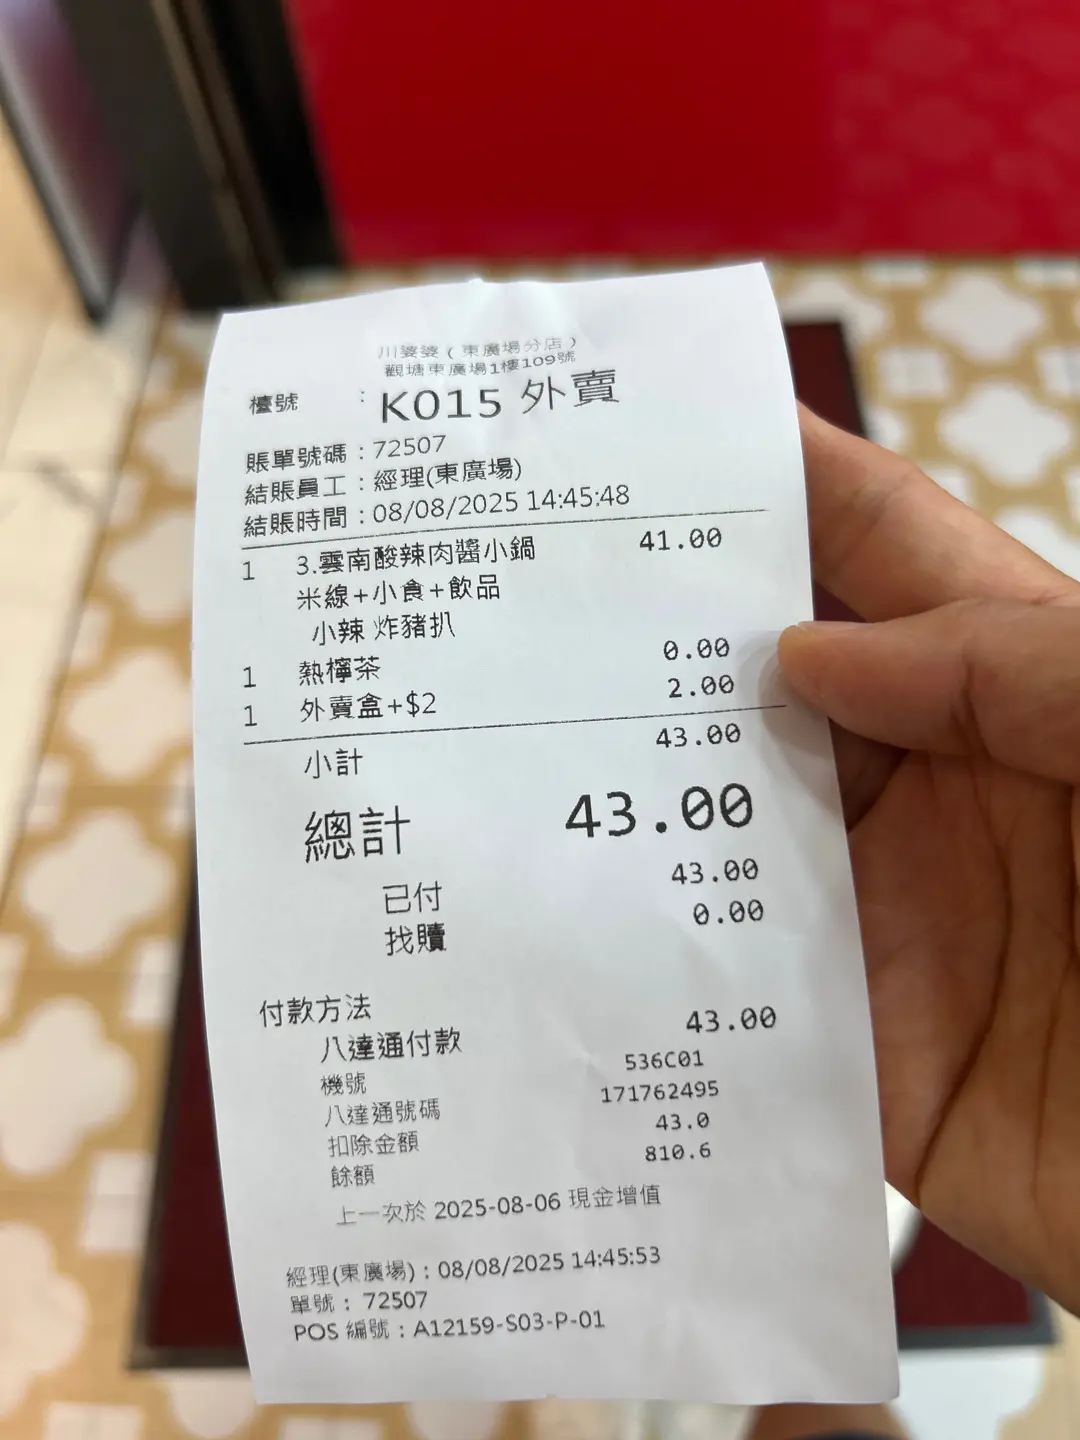 川婆婆（東廣場分店）
觀塘東廣場1樓109號
檯號 : K015 外賣
賬單號碼 : 72507
結賬員工 : 經理(東廣場)
結賬時間 : 08/08/2025 14:45:48
1 3.雲南酸辣肉醬小鍋 41.00
米線+小食+飲品
小辣 炸豬扒
1 熱檸茶 0.00
1 外賣盒+$2 2.00
小計 43.00
總計 43.00
已付 43.00
找贖 0.00
付款方法
八達通付款 43.00
機號 536C01
八達通號碼 171762495
扣除金額 43.0
餘額 810.6
上一次於 2025-08-06 現金增值
經理(東廣場) : 08/08/2025 14:45:53
單號 : 72507
POS 編號 : A12159-S03-P-01